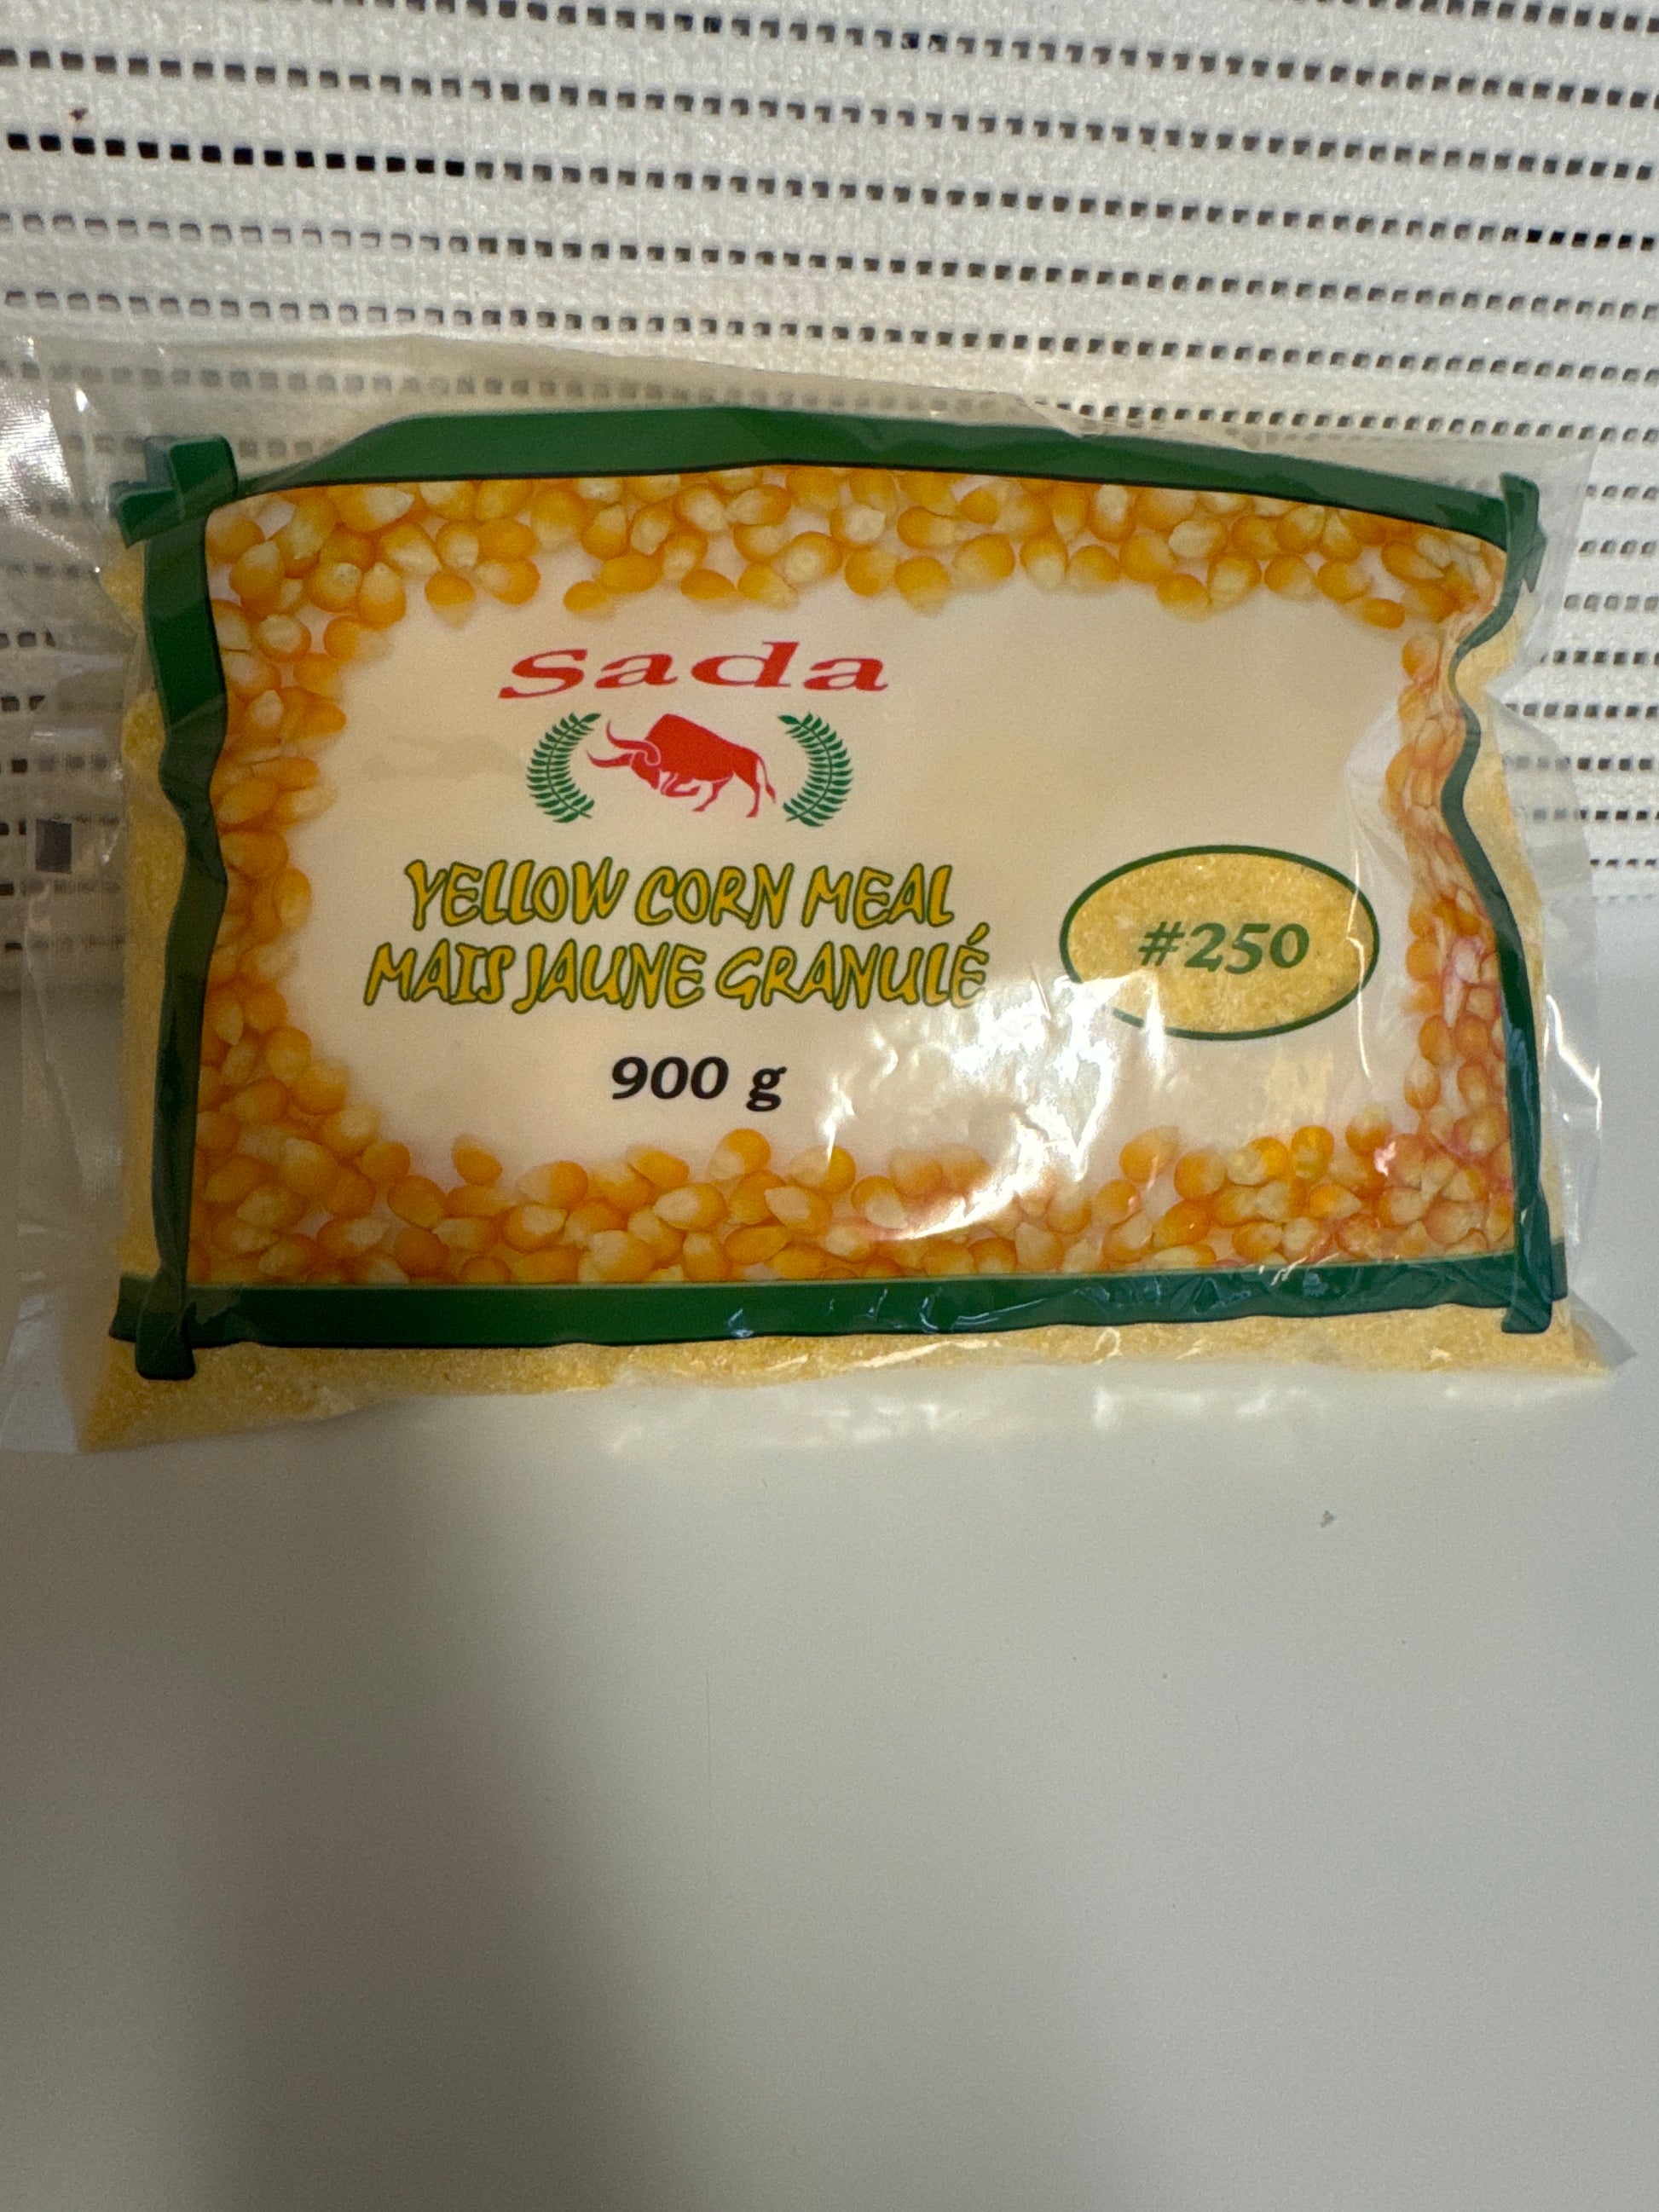 sada
YELLOW CORN MEAL
MAIS JAUNE GRANULÉ
#250
900 g